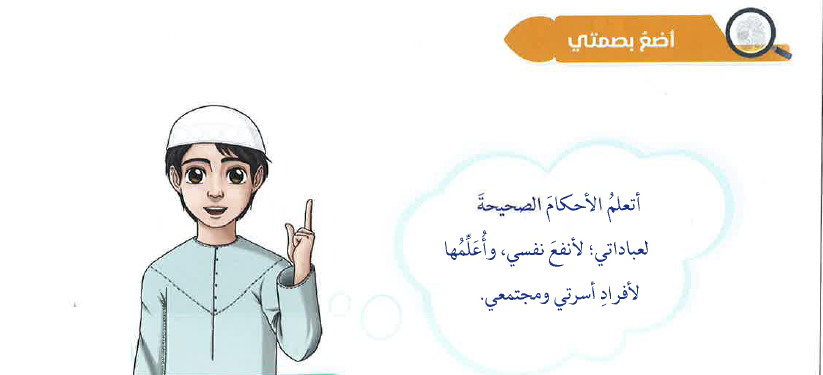 أضعُ بصمتي
أتعلمُ الأحكامَ الصحيحةَ
لعباداتي؛ لأنفعَ نفسي، وأُعَلِّمُها
لأفرادِ أسرتي ومجتمعي.